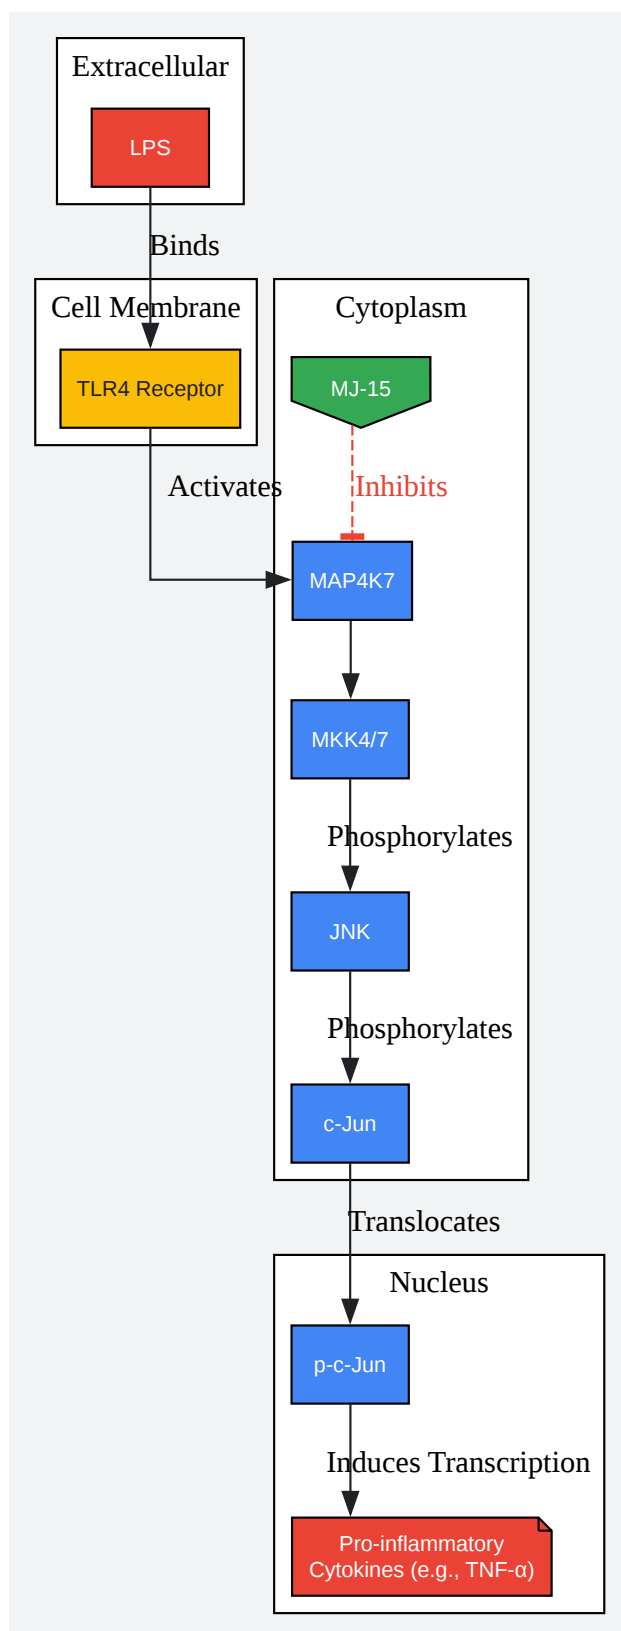 Extracellular
LPS
Binds
Cell Membrane
TLR4 Receptor
Cytoplasm
MJ-15
Activates
Inhibits
MAP4K7
MKK4/7
Phosphorylates
JNK
Phosphorylates
c-Jun
Translocates
Nucleus
p-c-Jun
Induces Transcription
Pro-inflammatory
Cytokines (e.g., TNF-α)